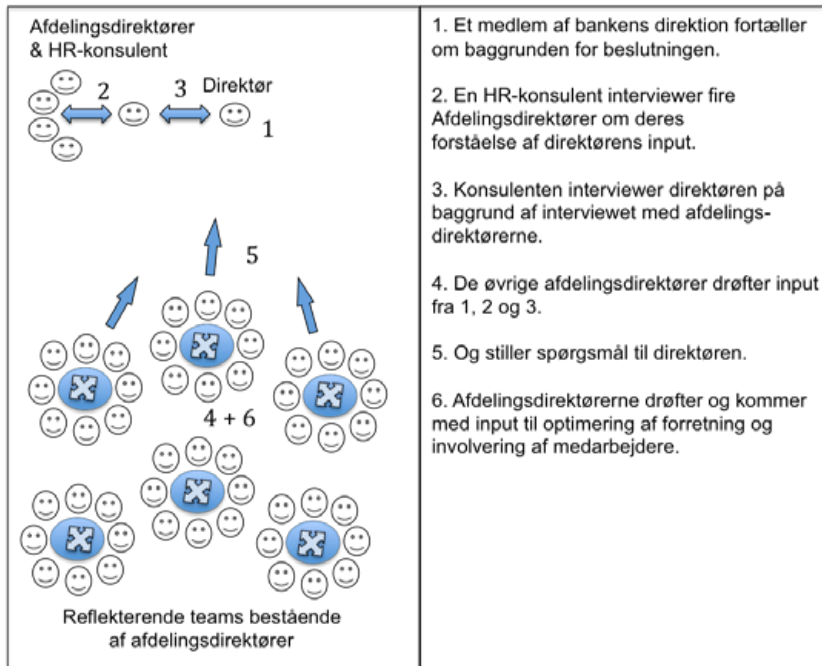 Afdelingsdirektører
& HR-konsulent
2
3
Direktør
1
5
4 + 6
Reflekterende teams bestående
af afdelingsdirektører
1. Et medlem af bankens direktion fortæller
om baggrunden for beslutningen.
2. En HR-konsulent interviewer fire
Afdelingsdirektører om deres
forståelse af direktørens input.
3. Konsulenten interviewer direktøren på
baggrund af interviewet med afdelings-
direktørerne.
4. De øvrige afdelingsdirektører drøfter input
fra 1, 2 og 3.
5. Og stiller spørgsmål til direktøren.
6. Afdelingsdirektørerne drøfter og kommer
med input til optimering af forretning og
involvering af medarbejdere.